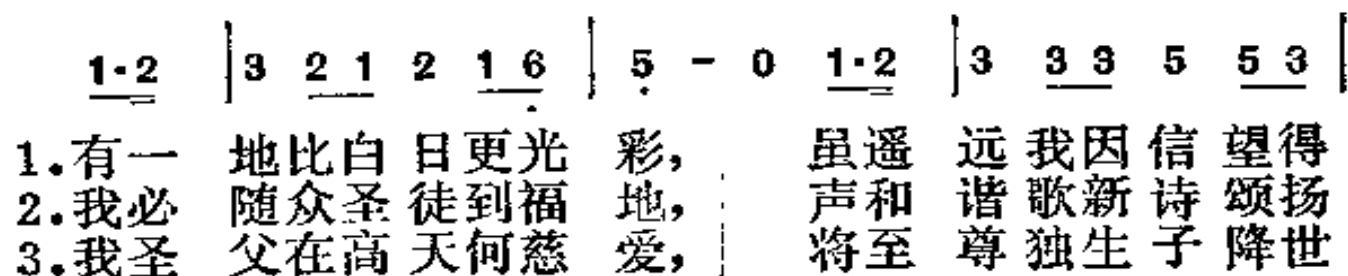 1·2 | 3 2 1 2 1 6 | 5 - 0 1·2 | 3 3 3 5 5 3 |
1.有一 地比白 日更光 彩， 虽遥 远我因信 望得
2.我必 随众圣 徒到福 地， 声和 谐歌新诗 颂扬
3.我圣 父在高 天何慈 爱， 将至 尊独生子 降世